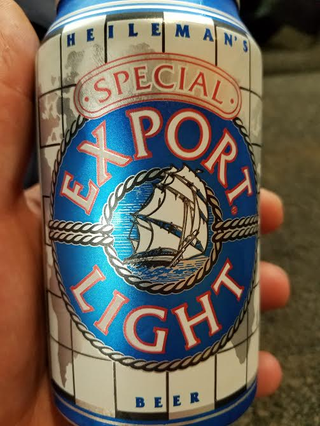 HEILEMAN'S
SPECIAL
EXPORT
LIGHT
BEER